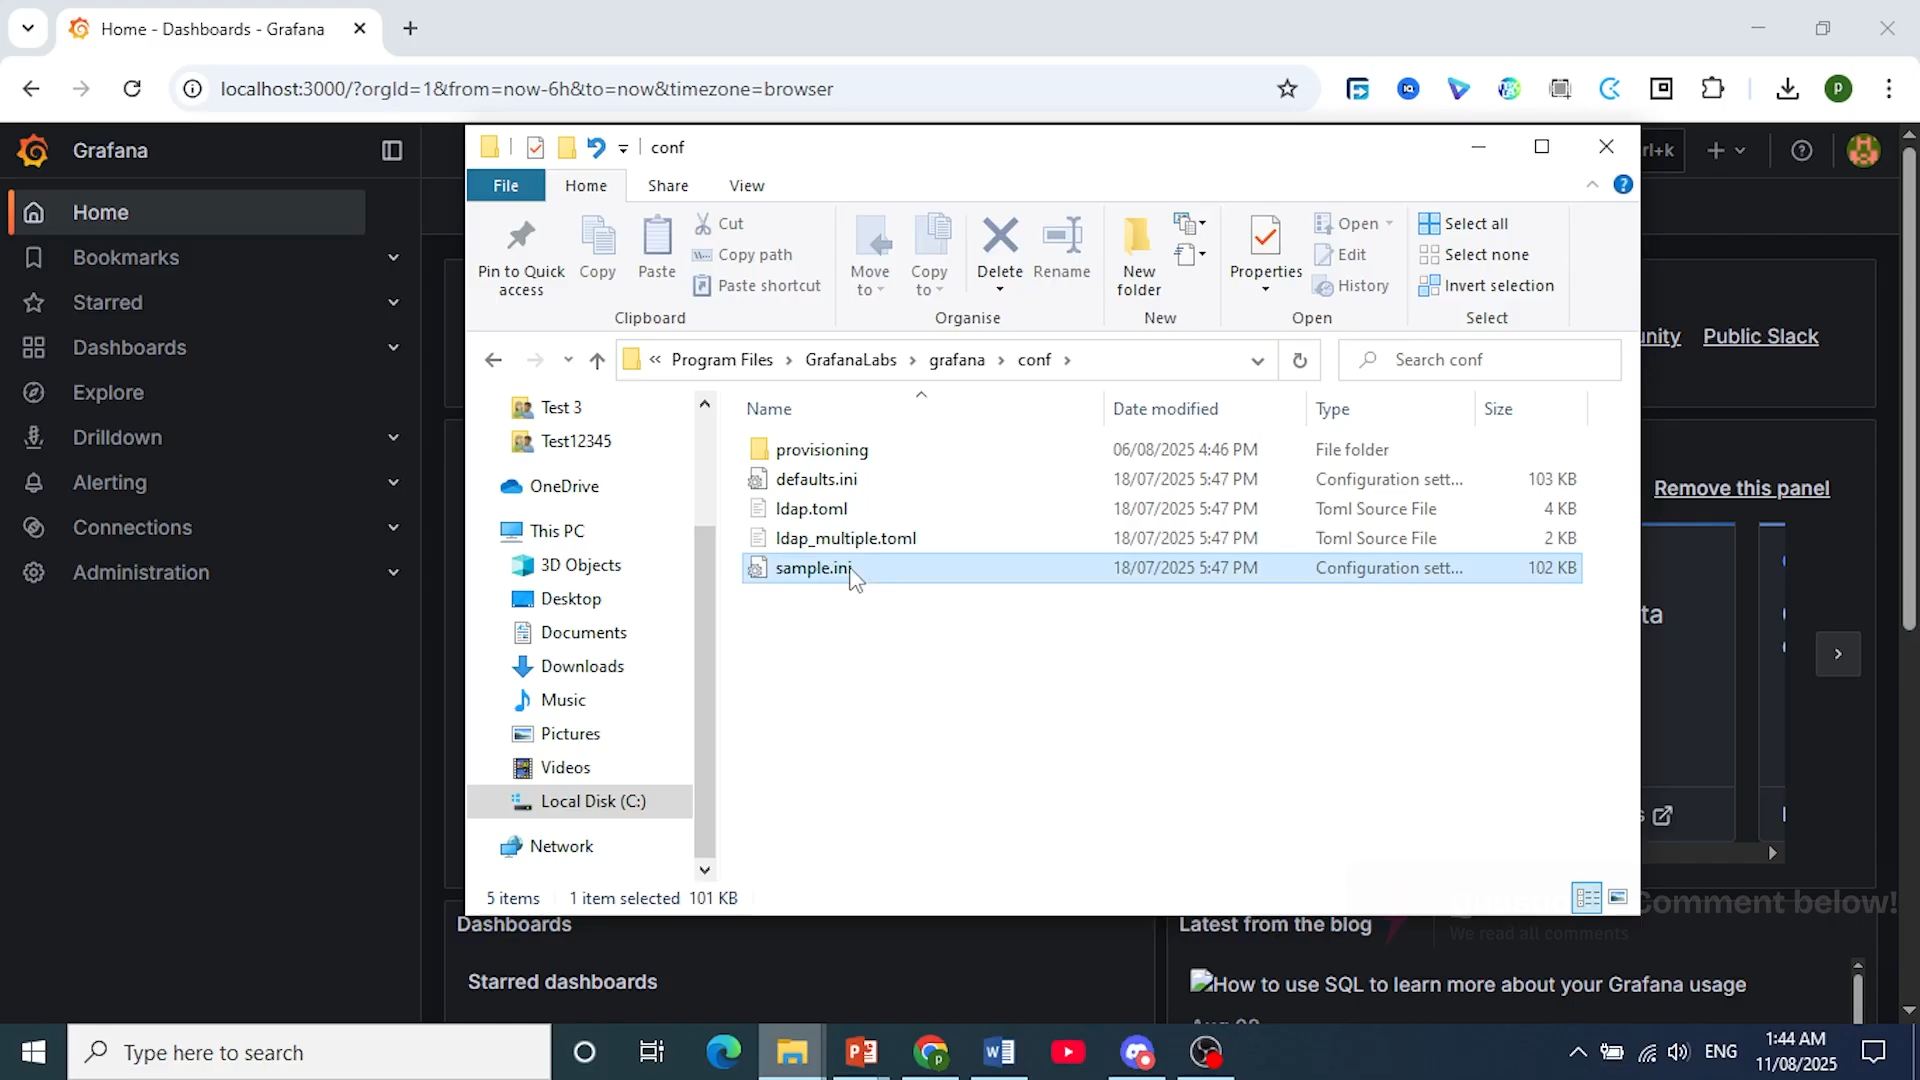 Home - Dashboards - Grafana
localhost:3000/?orgId=1&from=now-6h&to=now&timezone=browser
Grafana
Home
Bookmarks
Starred
Dashboards
Explore
Drilldown
Alerting
Connections
Administration
rl+k
unity
Public Slack
Remove this panel
ta
s
conf
File
Home
Share
View
Pin to Quick access
Copy
Paste
Cut
Copy path
Paste shortcut
Clipboard
Move to
Copy to
Delete
Rename
Organise
New folder
New
Properties
Open
Edit
History
Open
Select all
Select none
Invert selection
Select
« Program Files › GrafanaLabs › grafana › conf ›
Search conf
Test 3
Test12345
OneDrive
This PC
3D Objects
Desktop
Documents
Downloads
Music
Pictures
Videos
Local Disk (C:)
Network
Name Date modified Type Size
provisioning 06/08/2025 4:46 PM File folder
defaults.ini 18/07/2025 5:47 PM Configuration sett... 103 KB
ldap.toml 18/07/2025 5:47 PM Toml Source File 4 KB
ldap_multiple.toml 18/07/2025 5:47 PM Toml Source File 2 KB
sample.ini 18/07/2025 5:47 PM Configuration sett... 102 KB
5 items 1 item selected 101 KB
Comment below!
We read all comments
Dashboards
Starred dashboards
Latest from the blog
How to use SQL to learn more about your Grafana usage
Type here to search
ENG
1:44 AM
11/08/2025